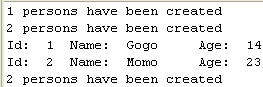 1 persons have been created
2 persons have been created
Id:  1  Name:  Gogo     Age:  14
Id:  2  Name:  Momo     Age:  23
2 persons have been created